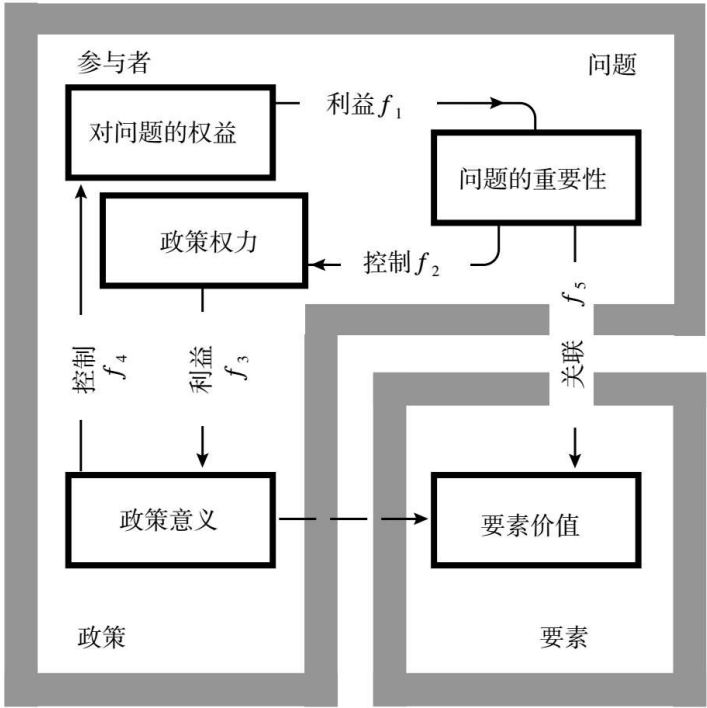 参与者
问题
对问题的权益
利益 f₁
问题的重要性
政策权力
控制 f₂
f₅
关联
控制
f₄
利益
f₃
政策意义
要素价值
政策
要素